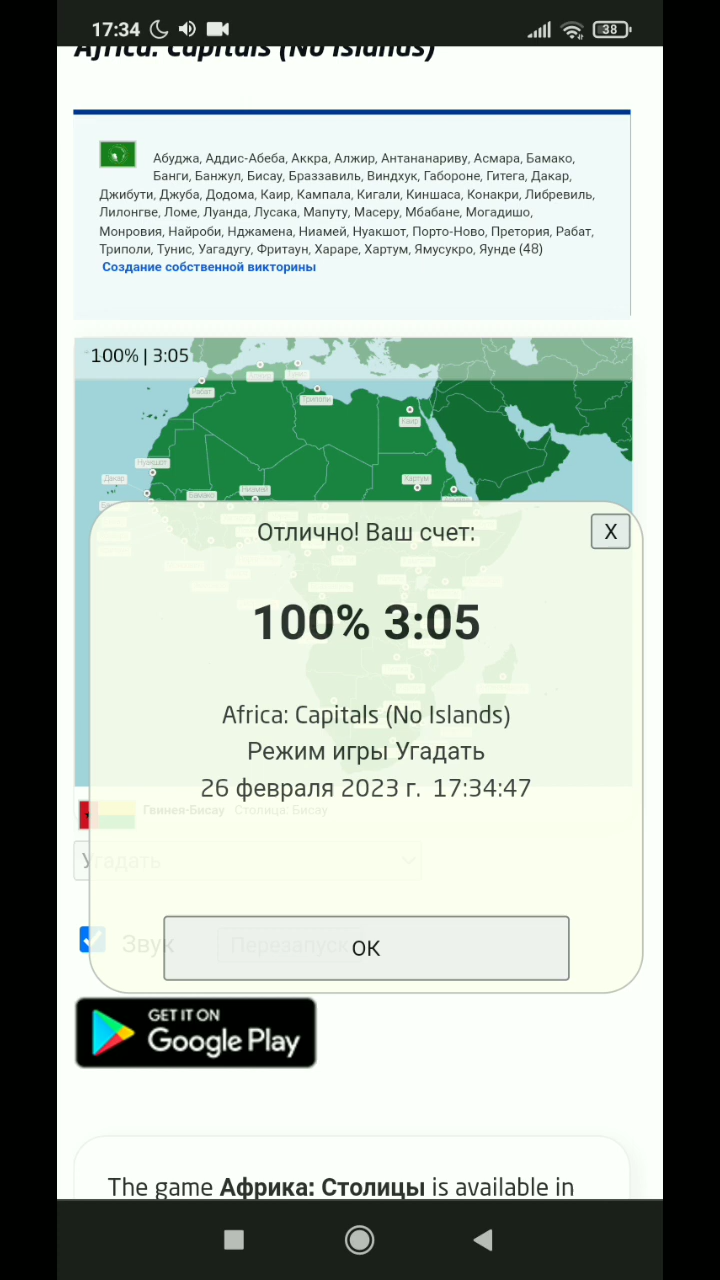 17:34
38
Africa: Capitals (No Islands)
Абуджа, Аддис-Абеба, Аккра, Алжир, Антананариву, Асмара, Бамако,
Банги, Банжул, Бисау, Браззавиль, Виндхук, Габороне, Гитега, Дакар,
Джибути, Джуба, Додома, Каир, Кампала, Кигали, Киншаса, Конакри, Либревиль,
Лилонгве, Ломе, Луанда, Лусака, Мапуту, Масеру, Мбабане, Могадишо,
Монровия, Найроби, Нджамена, Ниамей, Нуакшот, Порто-Ново, Претория, Рабат,
Триполи, Тунис, Уагадугу, Фритаун, Хараре, Хартум, Ямусукро, Яунде (48)
Создание собственной викторины
100% | 3:05
Рабат
Триполи
Каир
Нуакшот
Дакар
Бамако
Ниамей
Хартум
Отлично! Ваш счет:
X
100% 3:05
Africa: Capitals (No Islands)
Режим игры Угадать
26 февраля 2023 г. 17:34:47
Гвинея-Бисау Столица: Бисау
Угадать
Звук
Перезапуск
ОК
GET IT ON
Google Play
The game Африка: Столицы is available in